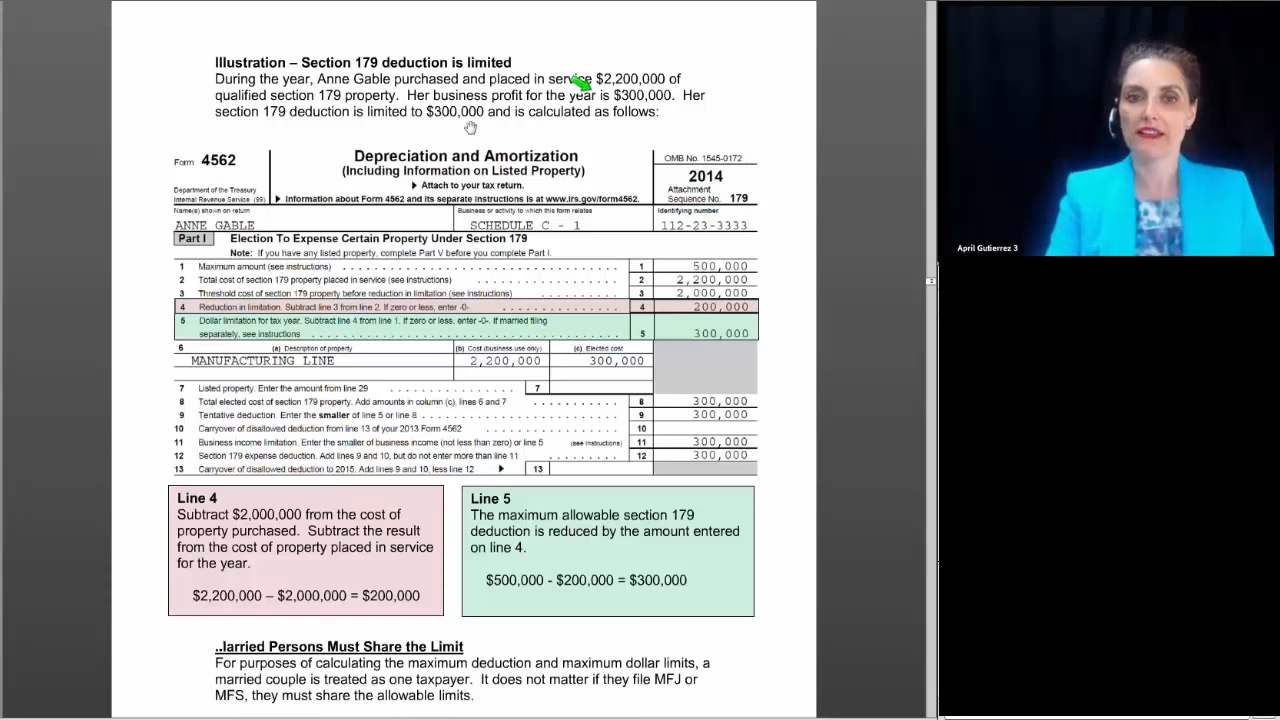 Illustration – Section 179 deduction is limited
During the year, Anne Gable purchased and placed in service $2,200,000 of
qualified section 179 property.  Her business profit for the year is $300,000.  Her
section 179 deduction is limited to $300,000 and is calculated as follows:
Form 4562
Department of the Treasury
Internal Revenue Service (99)
Depreciation and Amortization
(Including Information on Listed Property)
▶ Attach to your tax return.
▶ Information about Form 4562 and its separate instructions is at www.irs.gov/form4562.
OMB No. 1545-0172
2014
Attachment
Sequence No. 179
Name(s) shown on return Business or activity to which this form relates Identifying number
ANNE GABLE SCHEDULE C - 1 112-23-3333
Part I Election To Expense Certain Property Under Section 179
Note: If you have any listed property, complete Part V before you complete Part I.
1 Maximum amount (see instructions) . . . . . . . . . . 1 500,000
2 Total cost of section 179 property placed in service (see instructions) . . . . . . . . . . 2 2,200,000
3 Threshold cost of section 179 property before reduction in limitation (see instructions) . . . . . . . . . . 3 2,000,000
4 Reduction in limitation. Subtract line 3 from line 2. If zero or less, enter -0- . . . . . . . . . . 4 200,000
5 Dollar limitation for tax year. Subtract line 4 from line 1. If zero or less, enter -0-. If married filing
separately, see instructions . . . . . . . . . . 5 300,000
6 (a) Description of property (b) Cost (business use only) (c) Elected cost
MANUFACTURING LINE 2,200,000 300,000
7 Listed property. Enter the amount from line 29 . . . . . . . . . . 7
8 Total elected cost of section 179 property. Add amounts in column (c), lines 6 and 7 . . . . . . . . . . 8 300,000
9 Tentative deduction. Enter the smaller of line 5 or line 8 . . . . . . . . . . 9 300,000
10 Carryover of disallowed deduction from line 13 of your 2013 Form 4562 10
11 Business income limitation. Enter the smaller of business income (not less than zero) or line 5 (see instructions) 11 300,000
12 Section 179 expense deduction. Add lines 9 and 10, but do not enter more than line 11 . . . . . . . . . 12 300,000
13 Carryover of disallowed deduction to 2015. Add lines 9 and 10, less line 12 ▶ 13
Line 4
Subtract $2,000,000 from the cost of
property purchased.  Subtract the result
from the cost of property placed in service
for the year.
$2,200,000 – $2,000,000 = $200,000
Line 5
The maximum allowable section 179
deduction is reduced by the amount entered
on line 4.
$500,000 - $200,000 = $300,000
..larried Persons Must Share the Limit
For purposes of calculating the maximum deduction and maximum dollar limits, a
married couple is treated as one taxpayer.  It does not matter if they file MFJ or
MFS, they must share the allowable limits.
April Gutierrez 3